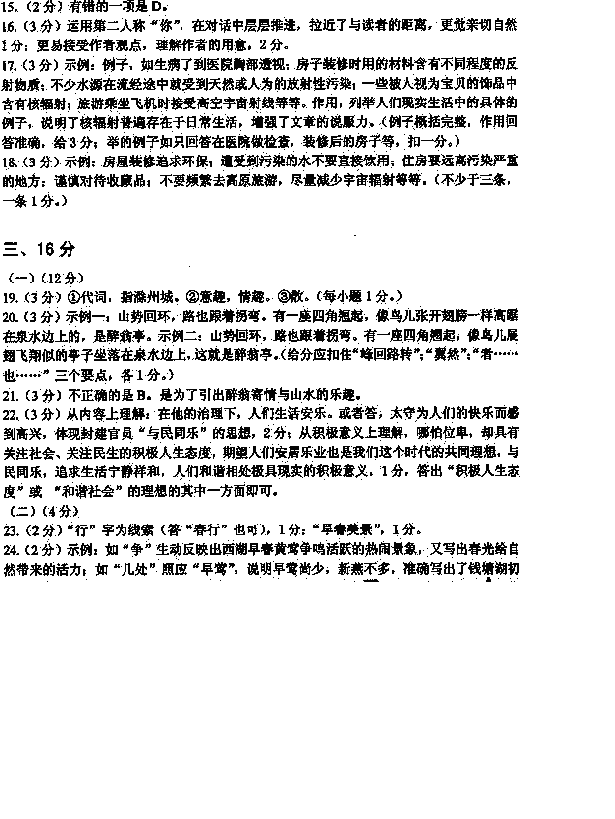 15.（2分）有错的一项是D。
16.（3分）运用第二人称“你”，在对话中层层推进，拉近了与读者的距离，更觉亲切自然
1分；更易接受作者观点，理解作者的用意，2分。
17.（3分）示例：例子，如生病了到医院胸部透视；房子装修时用的材料含有不同程度的反
射物质；不少水源在流经途中就受到天然或人为的放射性污染；一些被人视为宝贝的饰品中
含有核辐射；旅游乘坐飞机时接受高空宇宙射线等等。作用，列举人们现实生活中的具体的
例子，说明了核辐射普遍存在于日常生活，增强了文章的说服力。（例子概括完整，作用回
答准确，给3分；举的例子如只回答在医院做检查，装修后的房子等，扣一分。）
18.（3分）示例：房屋装修追求环保；遭受到污染的水不要直接饮用；住房要远离污染严重
的地方；谨慎对待收藏品；不要频繁去高原旅游，尽量减少宇宙辐射等等。（不少于三条，
一条1分。）
三、16分
（一）（12分）
19.（3分）①代词，指滁州城。②意趣，情趣。③散。（每小题1分。）
20.（3分）示例一：山势回环，路也跟着拐弯。有一座四角翘起，像鸟儿张开翅膀一样高踞
在泉水边上的，是醉翁亭。示例二：山势回环，路也跟着拐弯。有一座四角翘起，像鸟儿展
翅飞翔似的亭子坐落在泉水边上，这就是醉翁亭。（给分应扣住“峰回路转”；“翼然”；“者……
也……”三个要点，各1分。）
21.（3分）不正确的是B。是为了引出醉翁寄情与山水的乐趣。
22.（3分）从内容上理解：在他的治理下，人们生活安乐。或者答，太守为人们的快乐而感
到高兴，体现封建官员“与民同乐”的思想，2分；从积极意义上理解，哪怕位卑，却具有
关注社会、关注民生的积极人生态度，期望人们安居乐业也是我们这个时代的共同理想，与
民同乐，追求生活宁静祥和，人们和谐相处极具现实的积极意义，1分，答出“积极人生态
度”或 “和谐社会”的理想的其中一方面即可。
（二）（4分）
23.（2分）“行”字为线索（答“春行”也可），1分；“早春美景”，1分。
24.（2分）示例：如“争”生动反映出西湖早春黄莺争鸣活跃的热闹景象，又写出春光给自
然带来的活力；如“几处”照应“早莺”，说明早莺尚少，新燕不多，准确写出了钱塘湖初